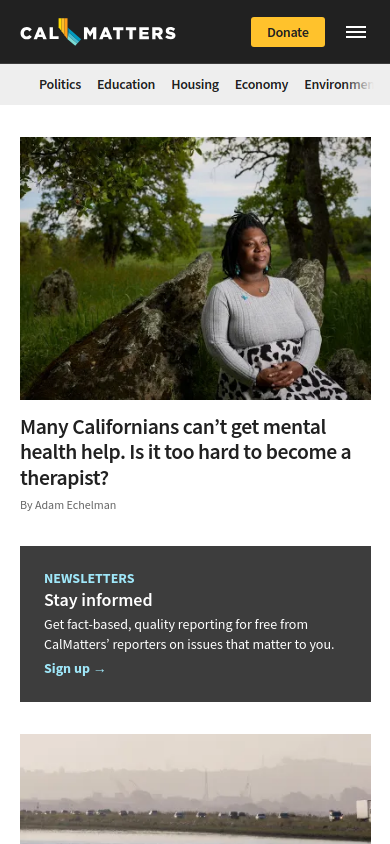 CAL MATTERS
Donate
Politics Education Housing Economy
Many Californians can’t get mental
health help. Is it too hard to become a
therapist?
By Adam Echelman
NEWSLETTERS
Stay informed
Get fact-based, quality reporting for free from
CalMatters’ reporters on issues that matter to you.
Sign up →